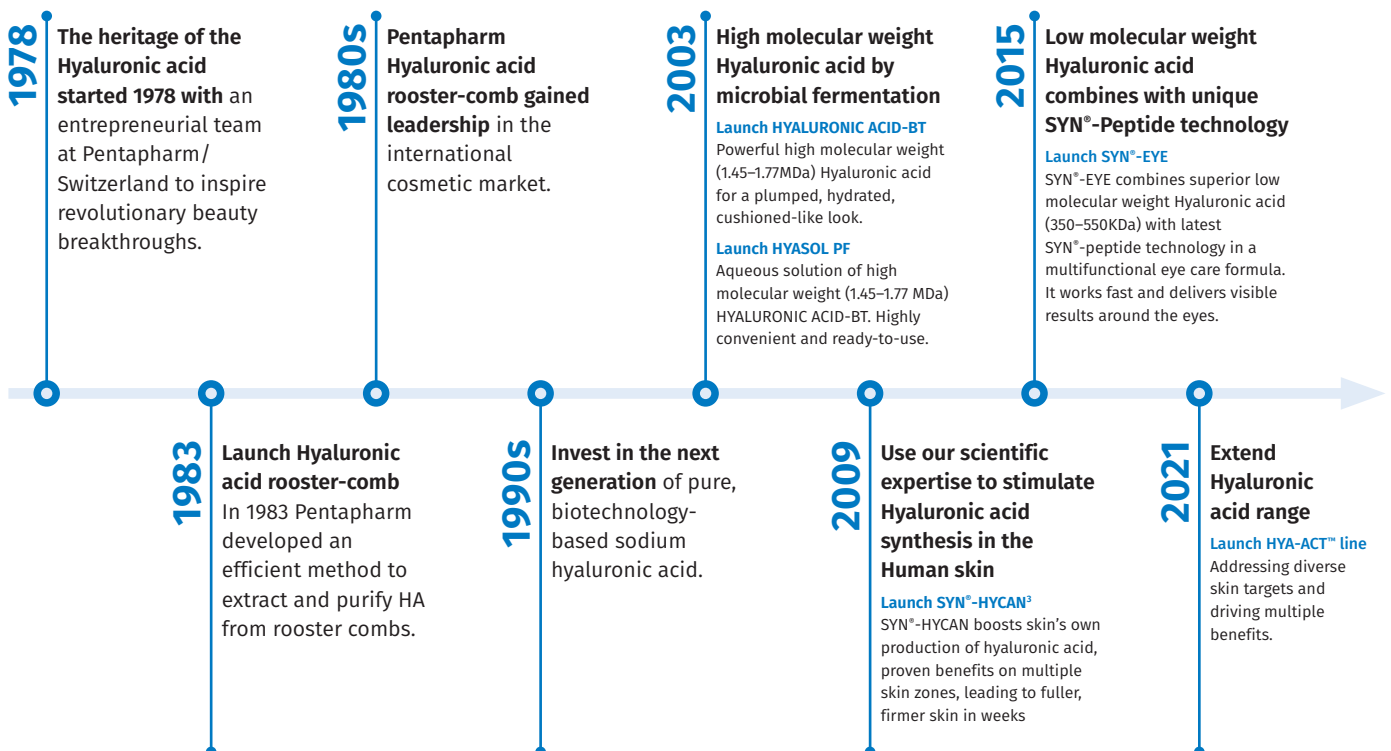 1978
The heritage of the
Hyaluronic acid
started 1978 with an
entrepreneurial team
at Pentapharm/
Switzerland to inspire
revolutionary beauty
breakthroughs.
1980s
Pentapharm
Hyaluronic acid
rooster-comb gained
leadership in the
international
cosmetic market.
2003
High molecular weight
Hyaluronic acid by
microbial fermentation
Launch HYALURONIC ACID-BT
Powerful high molecular weight
(1.45–1.77MDa) Hyaluronic acid
for a plumped, hydrated,
cushioned-like look.
Launch HYASOL PF
Aqueous solution of high
molecular weight (1.45–1.77 MDa)
HYALURONIC ACID-BT. Highly
convenient and ready-to-use.
2015
Low molecular weight
Hyaluronic acid
combines with unique
SYN®-Peptide technology
Launch SYN®-EYE
SYN®-EYE combines superior low
molecular weight Hyaluronic acid
(350–550KDa) with latest
SYN®-peptide technology in a
multifunctional eye care formula.
It works fast and delivers visible
results around the eyes.
1983
Launch Hyaluronic
acid rooster-comb
In 1983 Pentapharm
developed an
efficient method to
extract and purify HA
from rooster combs.
1990s
Invest in the next
generation of pure,
biotechnology-
based sodium
hyaluronic acid.
2009
Use our scientific
expertise to stimulate
Hyaluronic acid
synthesis in the
Human skin
Launch SYN®-HYCAN³
SYN®-HYCAN boosts skin’s own
production of hyaluronic acid,
proven benefits on multiple
skin zones, leading to fuller,
firmer skin in weeks
2021
Extend
Hyaluronic
acid range
Launch HYA-ACT™ line
Addressing diverse
skin targets and
driving multiple
benefits.